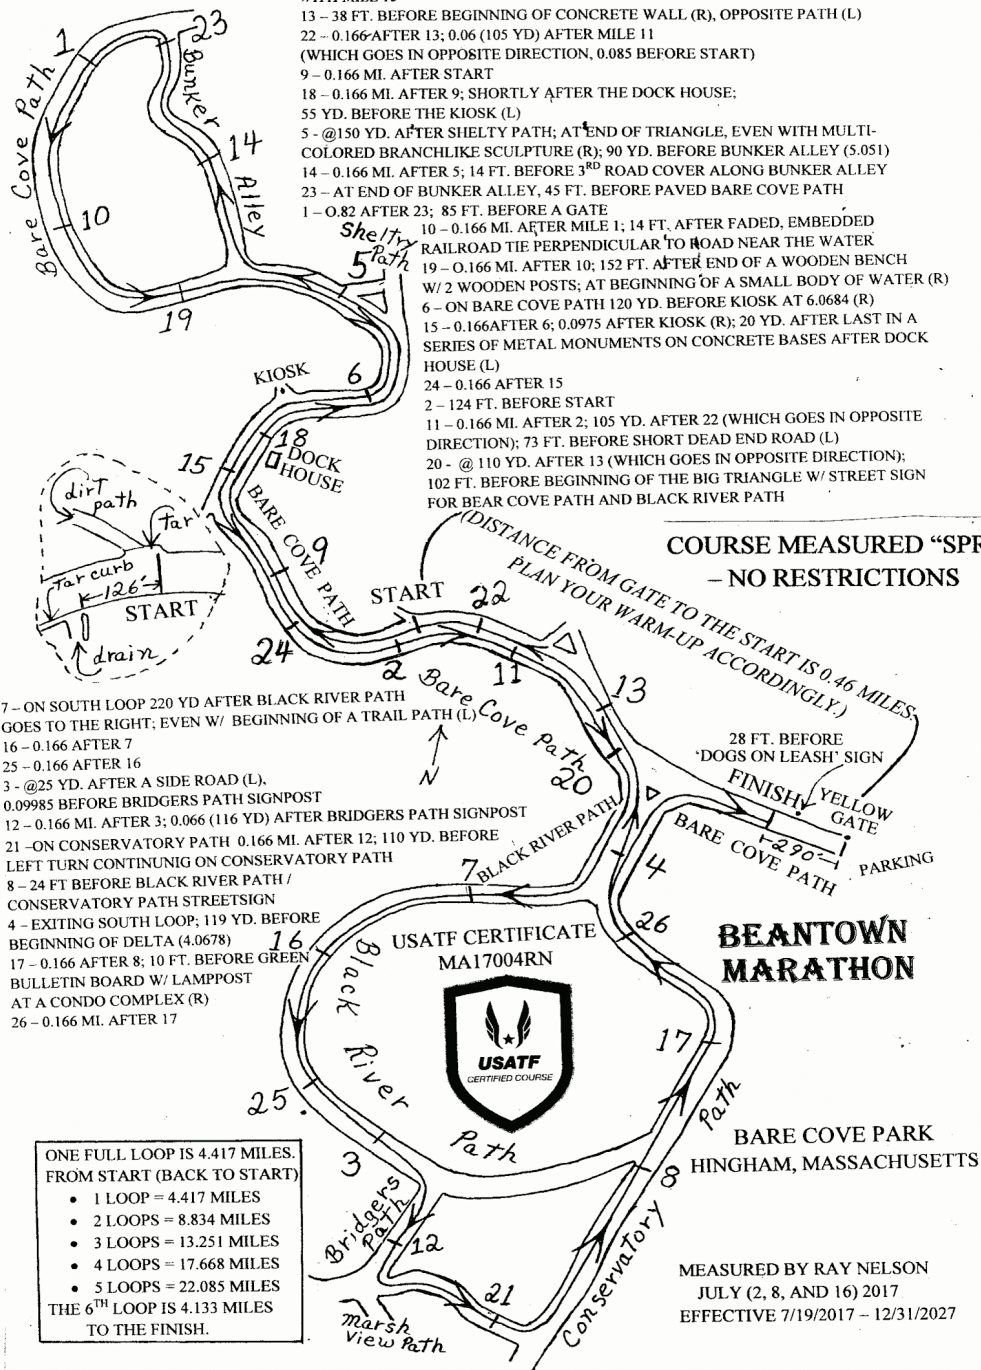 13 – 38 FT. BEFORE BEGINNING OF CONCRETE WALL (R), OPPOSITE PATH (L)
22 – 0.166 AFTER 13; 0.06 (105 YD) AFTER MILE 11
(WHICH GOES IN OPPOSITE DIRECTION, 0.085 BEFORE START)
9 – 0.166 MI. AFTER START
18 – 0.166 MI. AFTER 9; SHORTLY AFTER THE DOCK HOUSE;
55 YD. BEFORE THE KIOSK (L)
5 - @150 YD. AFTER SHELTY PATH; AT END OF TRIANGLE, EVEN WITH MULTI-
COLORED BRANCHLIKE SCULPTURE (R); 90 YD. BEFORE BUNKER ALLEY (5.051)
14 – 0.166 MI. AFTER 5; 14 FT. BEFORE 3RD ROAD COVER ALONG BUNKER ALLEY
23 – AT END OF BUNKER ALLEY, 45 FT. BEFORE PAVED BARE COVE PATH
1 – O.82 AFTER 23; 85 FT. BEFORE A GATE
10 – 0.166 MI. AFTER MILE 1; 14 FT. AFTER FADED, EMBEDDED
RAILROAD TIE PERPENDICULAR TO ROAD NEAR THE WATER
19 – O.166 MI. AFTER 10; 152 FT. AFTER END OF A WOODEN BENCH
W/ 2 WOODEN POSTS; AT BEGINNING OF A SMALL BODY OF WATER (R)
6 – ON BARE COVE PATH 120 YD. BEFORE KIOSK AT 6.0684 (R)
15 – 0.166AFTER 6; 0.0975 AFTER KIOSK (R); 20 YD. AFTER LAST IN A
SERIES OF METAL MONUMENTS ON CONCRETE BASES AFTER DOCK
HOUSE (L)
24 – 0.166 AFTER 15
2 – 124 FT. BEFORE START
11 – 0.166 MI. AFTER 2; 105 YD. AFTER 22 (WHICH GOES IN OPPOSITE
DIRECTION); 73 FT. BEFORE SHORT DEAD END ROAD (L)
20 - @ 110 YD. AFTER 13 (WHICH GOES IN OPPOSITE DIRECTION);
102 FT. BEFORE BEGINNING OF THE BIG TRIANGLE W/ STREET SIGN
FOR BEAR COVE PATH AND BLACK RIVER PATH
1
23
Bunker
Alley
14
Bare Cove Path
10
19
Shelty
Path
5
6
KIOSK
18
15
DOCK
HOUSE
BARE COVE PATH
9
dirt
path
tar
tar curb
126
START
drain
START
22
24
2
11
13
Bare Cove Path
20
(DISTANCE FROM GATE TO THE START IS 0.46 MILES.
PLAN YOUR WARM-UP ACCORDINGLY.)
COURSE MEASURED “SPR
– NO RESTRICTIONS
N
7 – ON SOUTH LOOP 220 YD AFTER BLACK RIVER PATH
GOES TO THE RIGHT; EVEN W/ BEGINNING OF A TRAIL PATH (L)
16 – 0.166 AFTER 7
25 – 0.166 AFTER 16
3 - @25 YD. AFTER A SIDE ROAD (L),
0.09985 BEFORE BRIDGERS PATH SIGNPOST
12 – 0.166 MI. AFTER 3; 0.066 (116 YD) AFTER BRIDGERS PATH SIGNPOST
21 –ON CONSERVATORY PATH 0.166 MI. AFTER 12; 110 YD. BEFORE
LEFT TURN CONTINUNIG ON CONSERVATORY PATH
8 – 24 FT BEFORE BLACK RIVER PATH /
CONSERVATORY PATH STREETSIGN
4 – EXITING SOUTH LOOP; 119 YD. BEFORE
BEGINNING OF DELTA (4.0678)
17 – 0.166 AFTER 8; 10 FT. BEFORE GREEN
BULLETIN BOARD W/ LAMPPOST
AT A CONDO COMPLEX (R)
26 – 0.166 MI. AFTER 17
28 FT. BEFORE
‘DOGS ON LEASH’ SIGN
FINISH
YELLOW
GATE
290
BARE COVE PATH
PARKING
BLACK RIVER PATH
7
4
16
26
USATF CERTIFICATE
MA17004RN
USATF
CERTIFIED COURSE
BEANTOWN
MARATHON
17
Black River Path
25
3
8
Bridgers
Path
12
21
Marsh
View Path
Conservatory Path
BARE COVE PARK
HINGHAM, MASSACHUSETTS
MEASURED BY RAY NELSON
JULY (2, 8, AND 16) 2017
EFFECTIVE 7/19/2017 – 12/31/2027
ONE FULL LOOP IS 4.417 MILES.
FROM START (BACK TO START)
• 1 LOOP = 4.417 MILES
• 2 LOOPS = 8.834 MILES
• 3 LOOPS = 13.251 MILES
• 4 LOOPS = 17.668 MILES
• 5 LOOPS = 22.085 MILES
THE 6TH LOOP IS 4.133 MILES
TO THE FINISH.